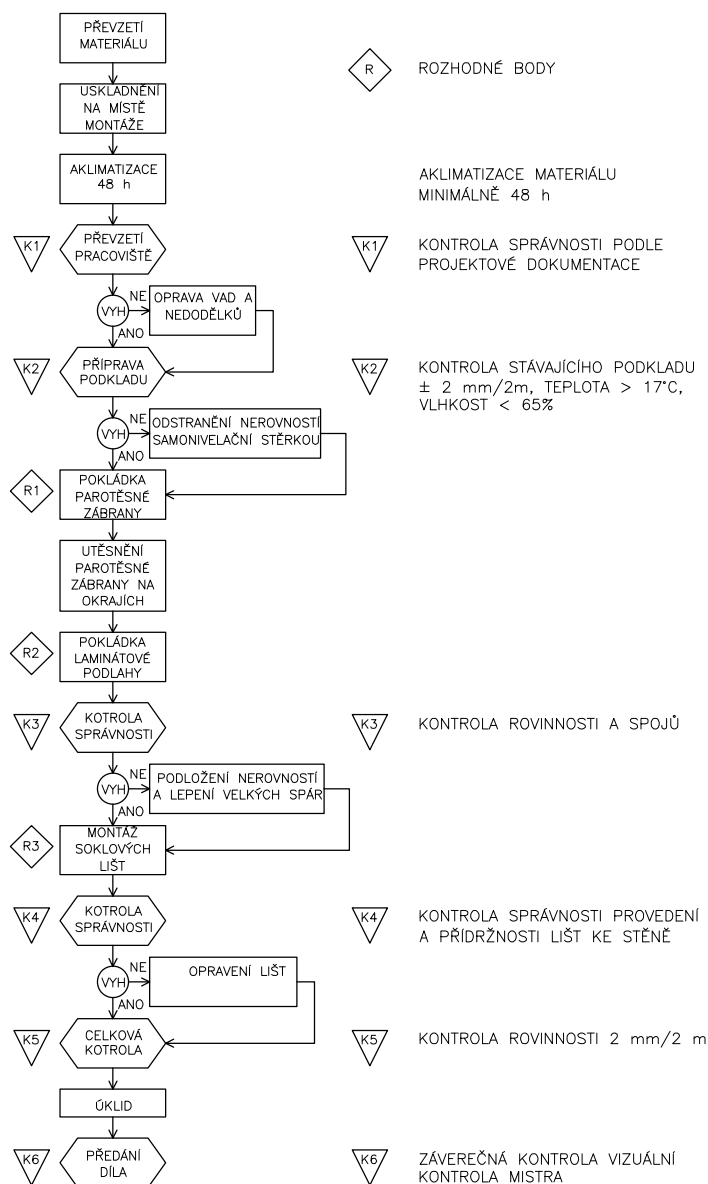 PŘEVZETÍ
MATERIÁLU
R
ROZHODNÉ BODY
USKLADNĚNÍ
NA MÍSTĚ
MONTÁŽE
AKLIMATIZACE
48 h
AKLIMATIZACE MATERIÁLU
MINIMÁLNĚ 48 h
K1
PŘEVZETÍ
PRACOVIŠTĚ
K1
KONTROLA SPRÁVNOSTI PODLE
PROJEKTOVÉ DOKUMENTACE
VYH
NE
OPRAVA VAD A
NEDODĚLKŮ
ANO
K2
PŘÍPRAVA
PODKLADU
K2
KONTROLA STÁVAJÍCÍHO PODKLADU
± 2 mm/2m, TEPLOTA > 17°C,
VLHKOST < 65%
VYH
NE
ODSTRANĚNÍ NEROVNOSTÍ
SAMONIVELAČNÍ STĚRKOU
ANO
R1
POKLÁDKA
PAROTĚSNÉ
ZÁBRANY
UTĚSNĚNÍ
PAROTĚSNÉ
ZÁBRANY NA
OKRAJÍCH
R2
POKLÁDKA
LAMINÁTOVÉ
PODLAHY
K3
KOTROLA
SPRÁVNOSTI
K3
KONTROLA ROVINNOSTI A SPOJŮ
VYH
NE
PODLOŽENÍ NEROVNOSTÍ
A LEPENÍ VELKÝCH SPÁR
ANO
R3
MONTÁŽ
SOKLOVÝCH
LIŠT
K4
KOTROLA
SPRÁVNOSTI
K4
KONTROLA SPRÁVNOSTI PROVEDENÍ
A PŘÍDRŽNOSTI LIŠT KE STĚNĚ
VYH
NE
OPRAVENÍ LIŠT
ANO
K5
CELKOVÁ
KOTROLA
K5
KONTROLA ROVINNOSTI 2 mm/2 m
ÚKLID
K6
PŘEDÁNÍ
DÍLA
K6
ZÁVEREČNÁ KONTROLA VIZUÁLNÍ
KONTROLA MISTRA